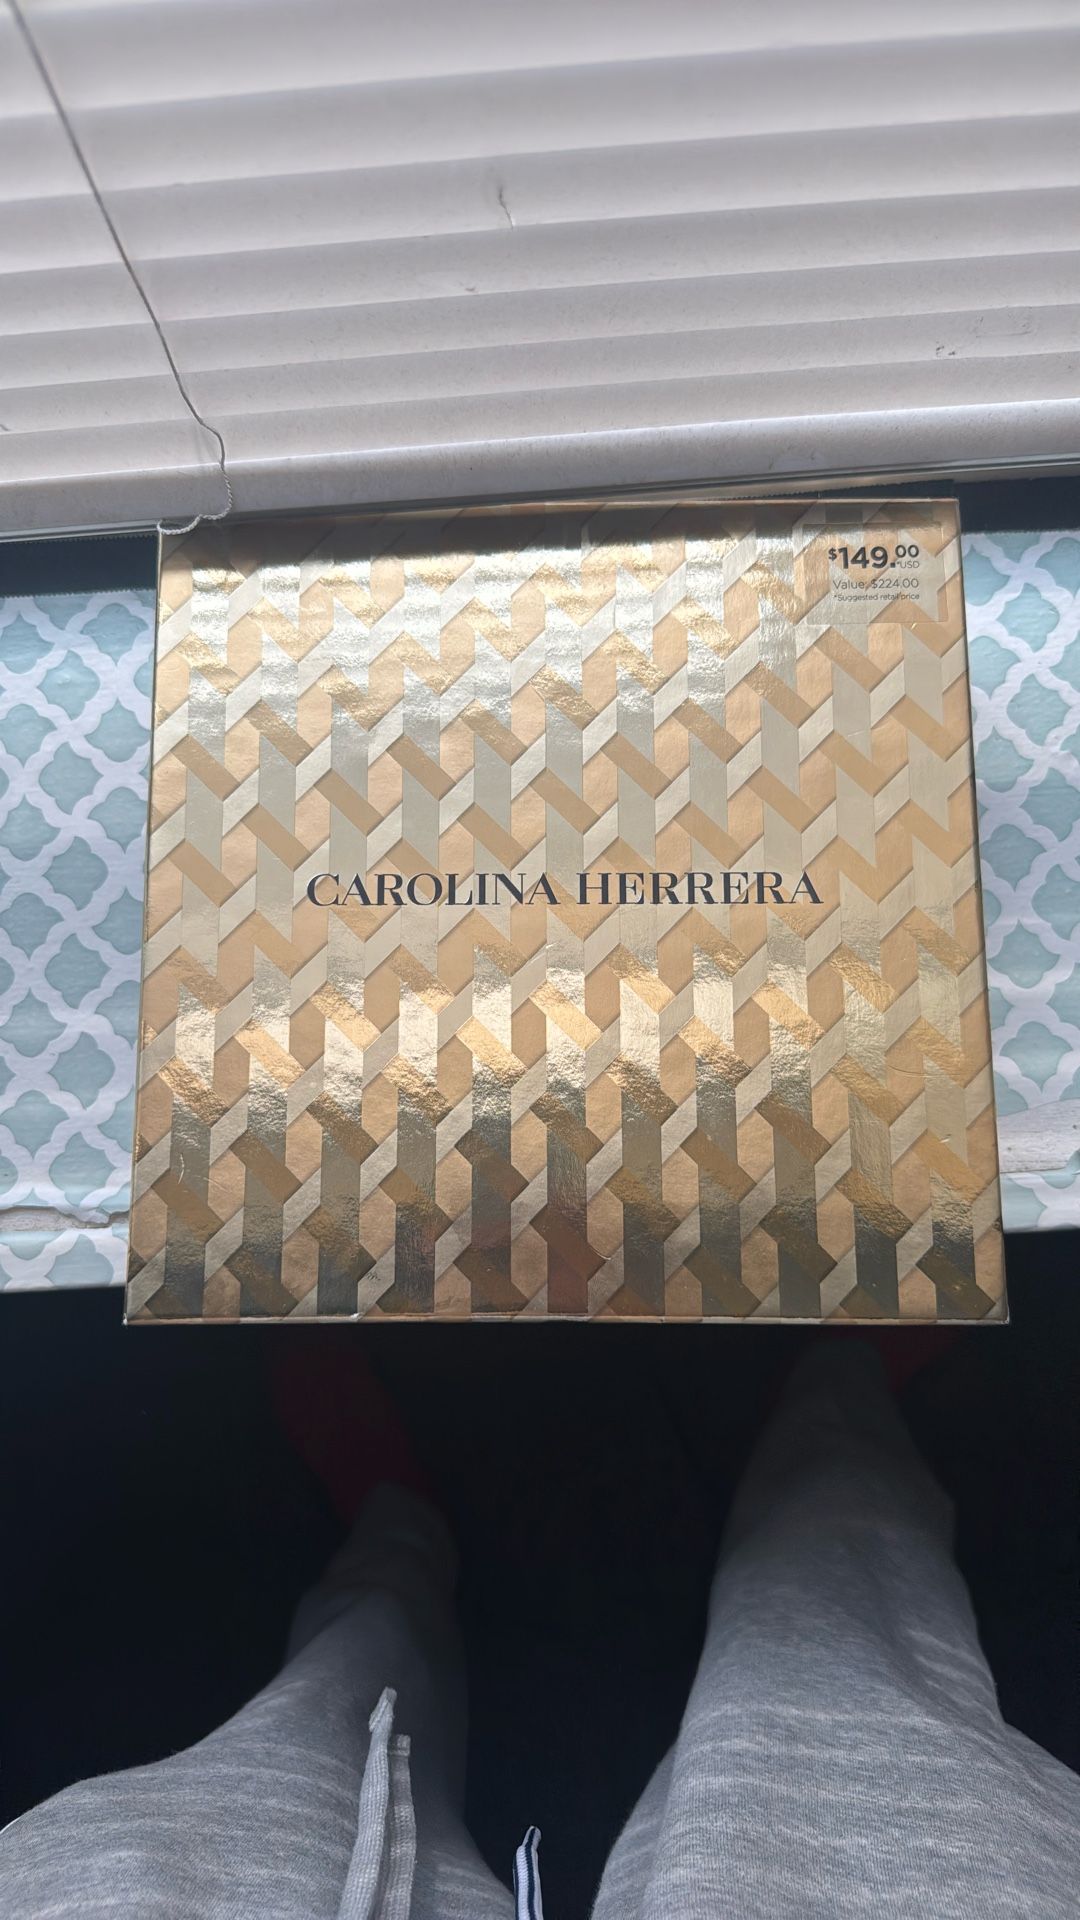 $149.00
*USD
Value: $224.00
*Suggested retail price
CAROLINA HERRERA